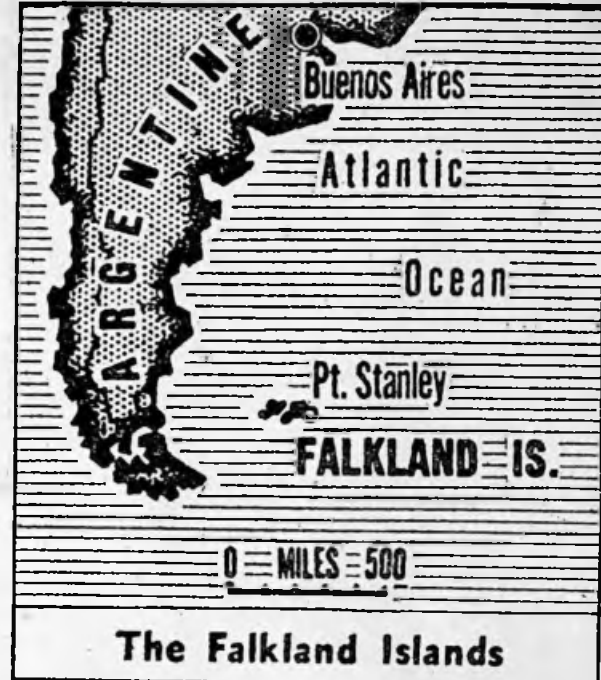 ARGENTINE
Buenos Aires
Atlantic
Ocean
Pt. Stanley
FALKLAND IS.
0 MILES 500
The Falkland Islands